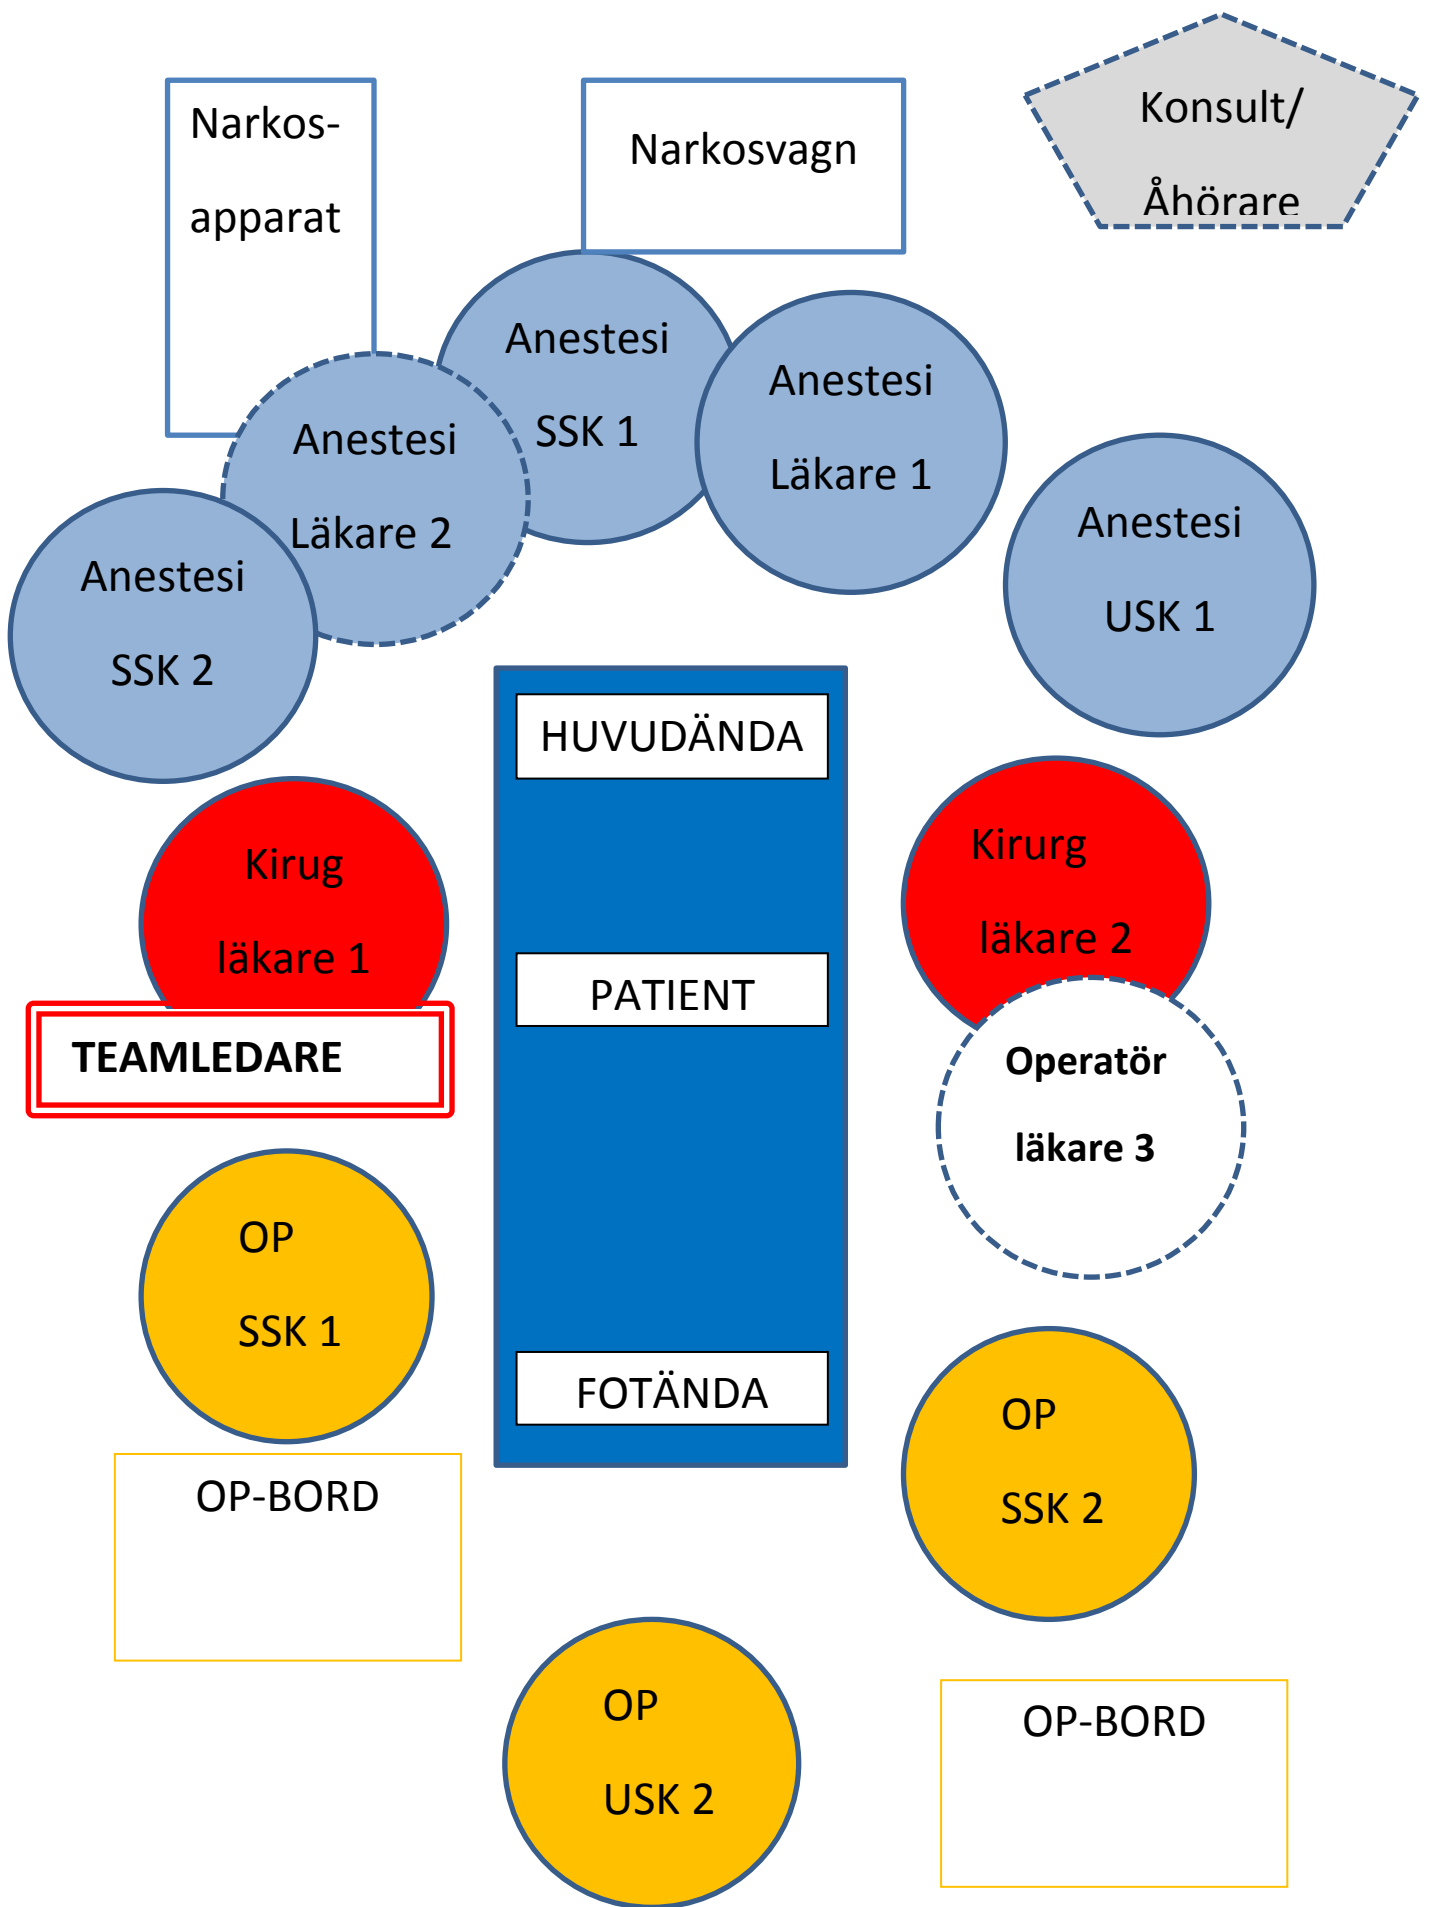 Narkos-
apparat
Narkosvagn
Konsult/
Åhörare
Anestesi
SSK 1
Anestesi
Läkare 1
Anestesi
Läkare 2
Anestesi
USK 1
Anestesi
SSK 2
HUVUDÄNDA
Kirug
läkare 1
Kirurg
läkare 2
PATIENT
TEAMLEDARE
Operatör
läkare 3
OP
SSK 1
FOTÄNDA
OP
SSK 2
OP-BORD
OP
USK 2
OP-BORD